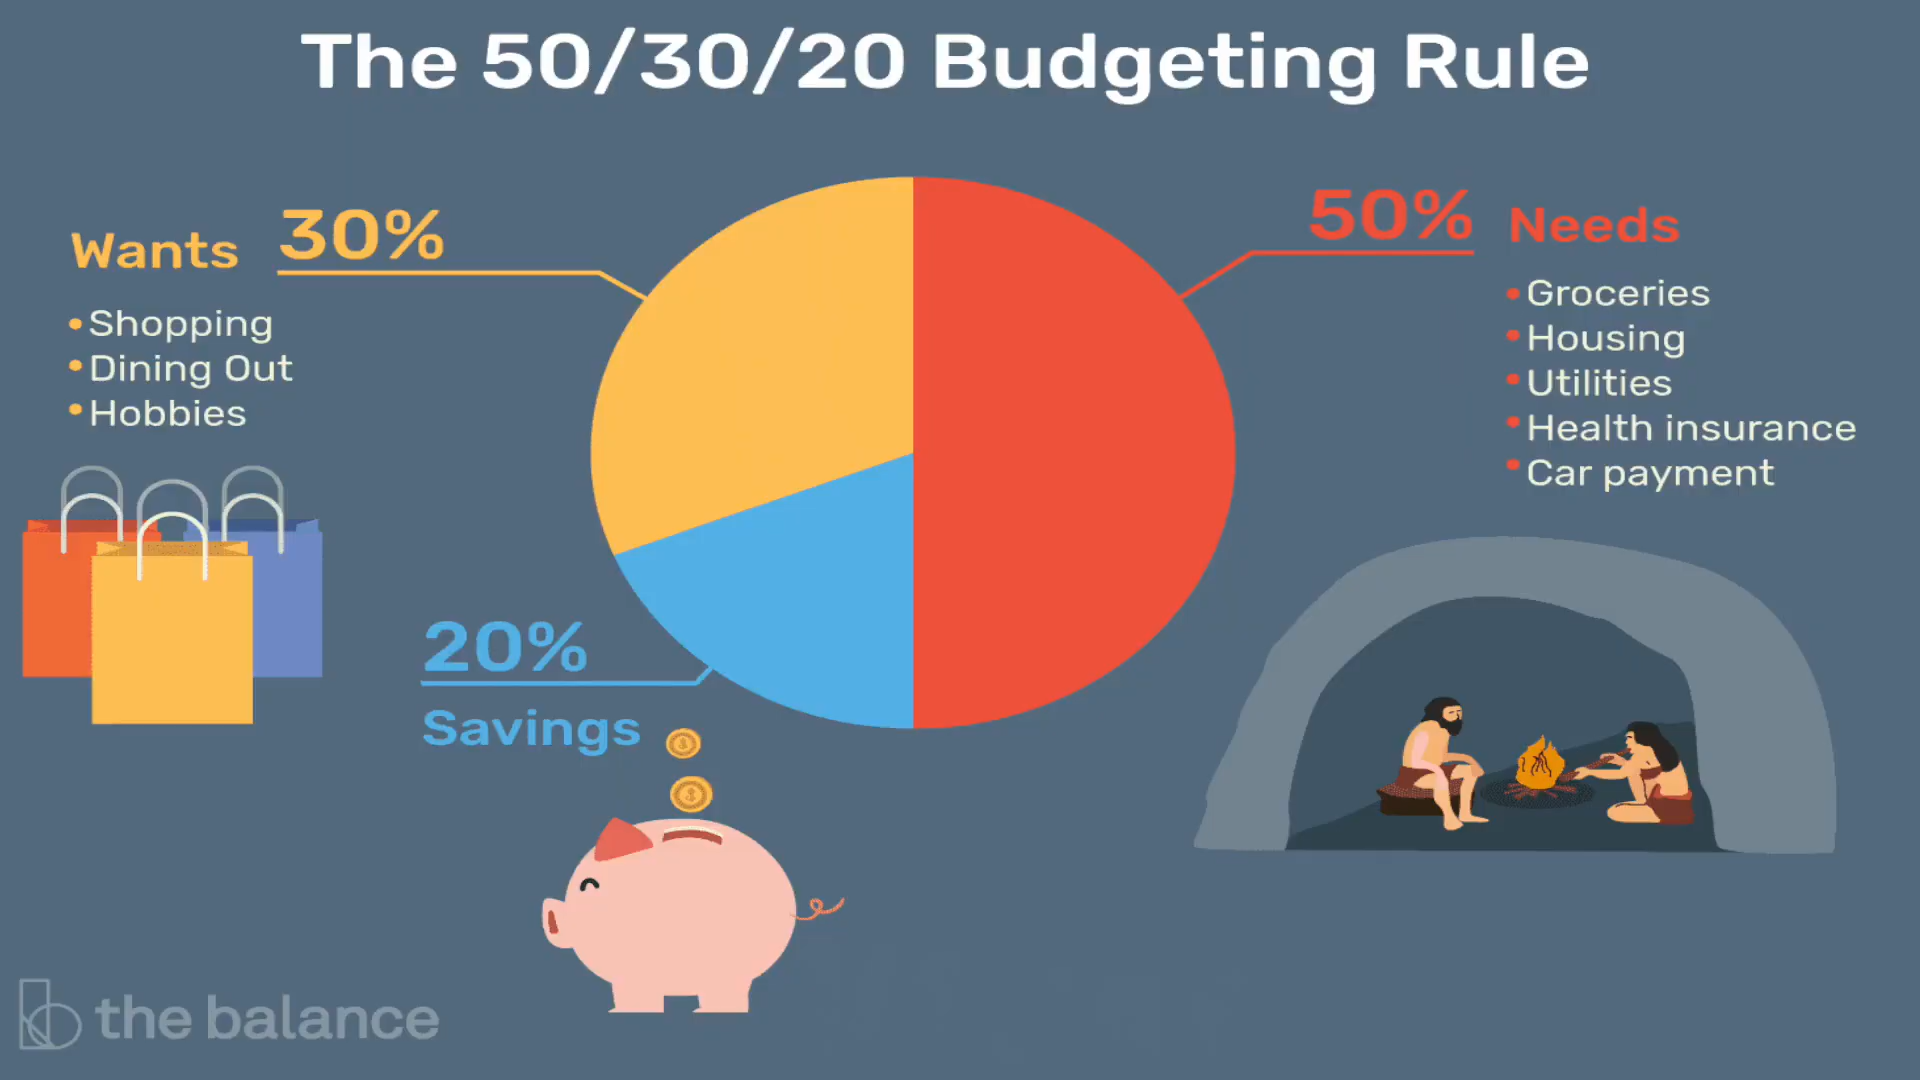 The 50/30/20 Budgeting Rule
Wants 30%
• Shopping
• Dining Out
• Hobbies
50% Needs
• Groceries
• Housing
• Utilities
• Health insurance
• Car payment
20%
Savings
the balance